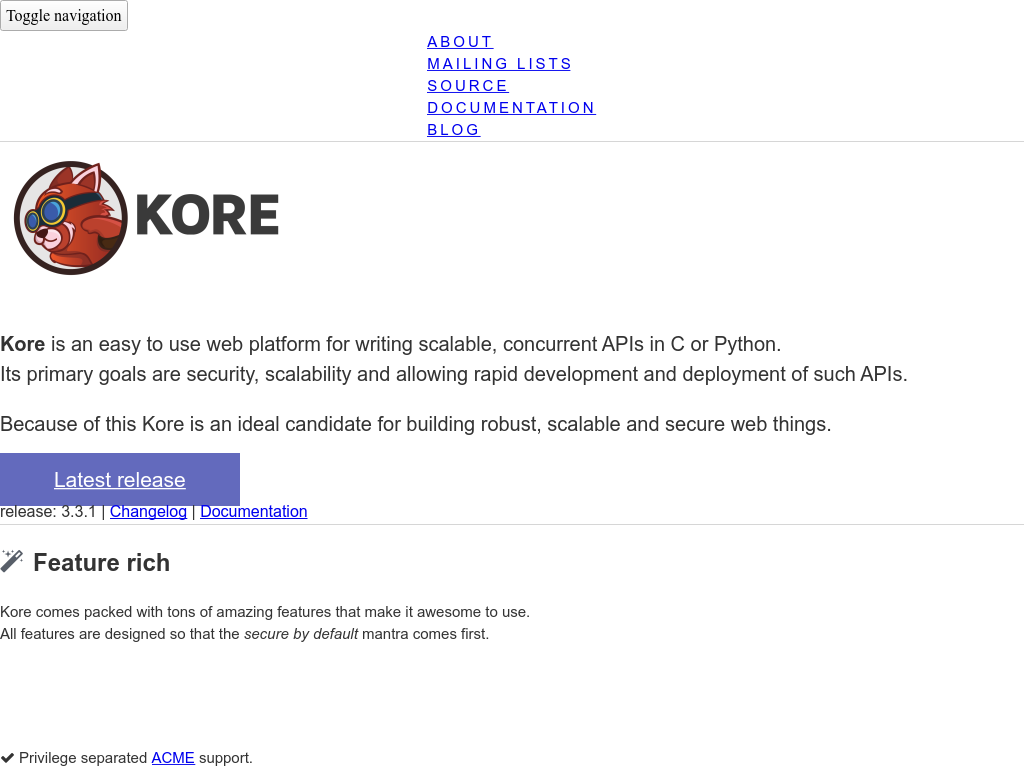 Toggle navigation
ABOUT
MAILING LISTS
SOURCE
DOCUMENTATION
BLOG
KORE
Kore is an easy to use web platform for writing scalable, concurrent APIs in C or Python.
Its primary goals are security, scalability and allowing rapid development and deployment of such APIs.
Because of this Kore is an ideal candidate for building robust, scalable and secure web things.
Latest release
release: 3.3.1 | Changelog | Documentation
Feature rich
Kore comes packed with tons of amazing features that make it awesome to use.
All features are designed so that the secure by default mantra comes first.
Privilege separated ACME support.